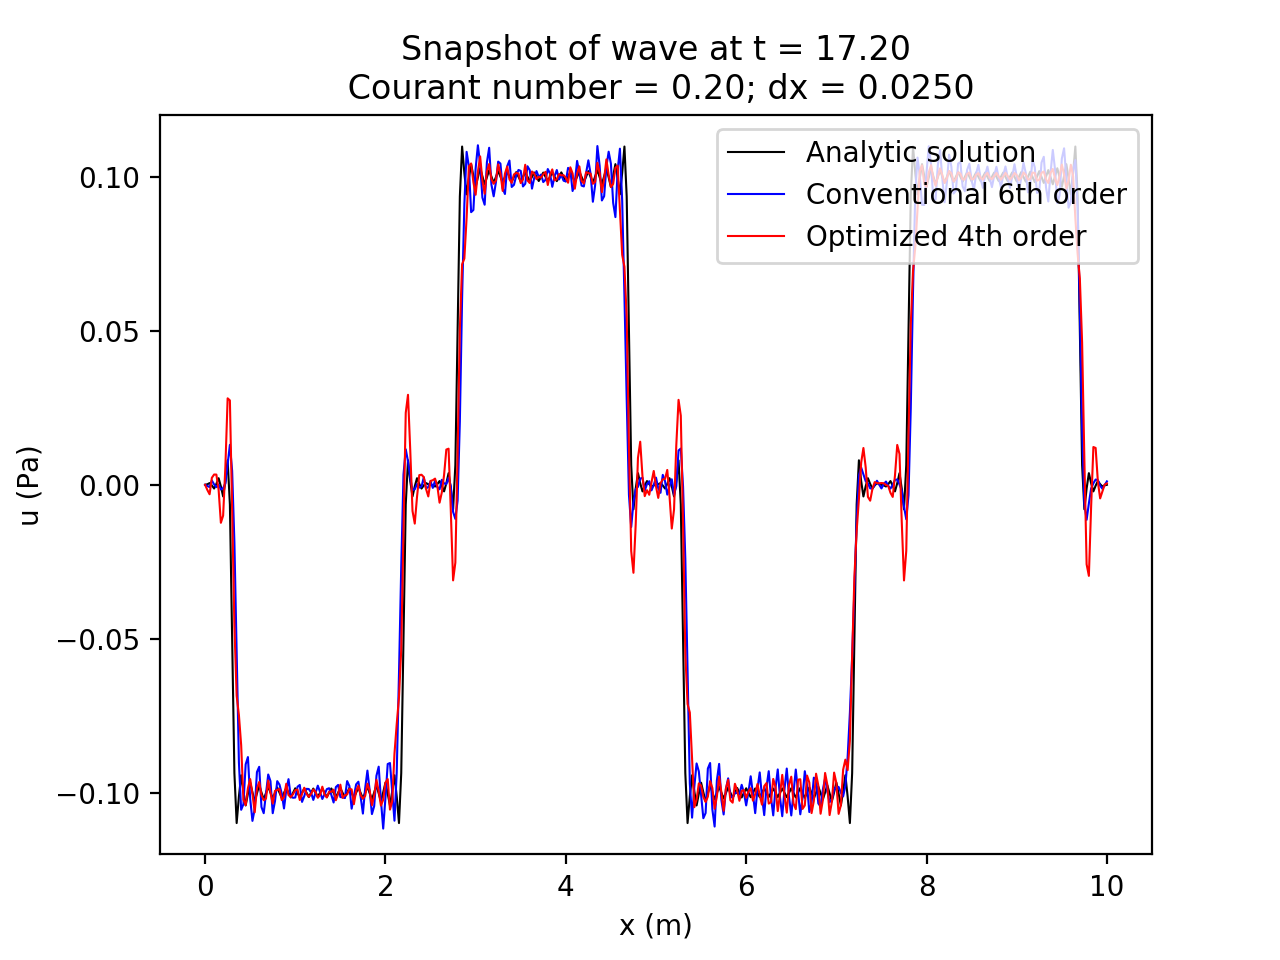 Snapshot of wave at t = 17.20
Courant number = 0.20; dx = 0.0250
Analytic solution
Conventional 6th order
Optimized 4th order
0.10
0.05
0.00
−0.05
−0.10
u (Pa)
0 2 4 6 8 10
x (m)